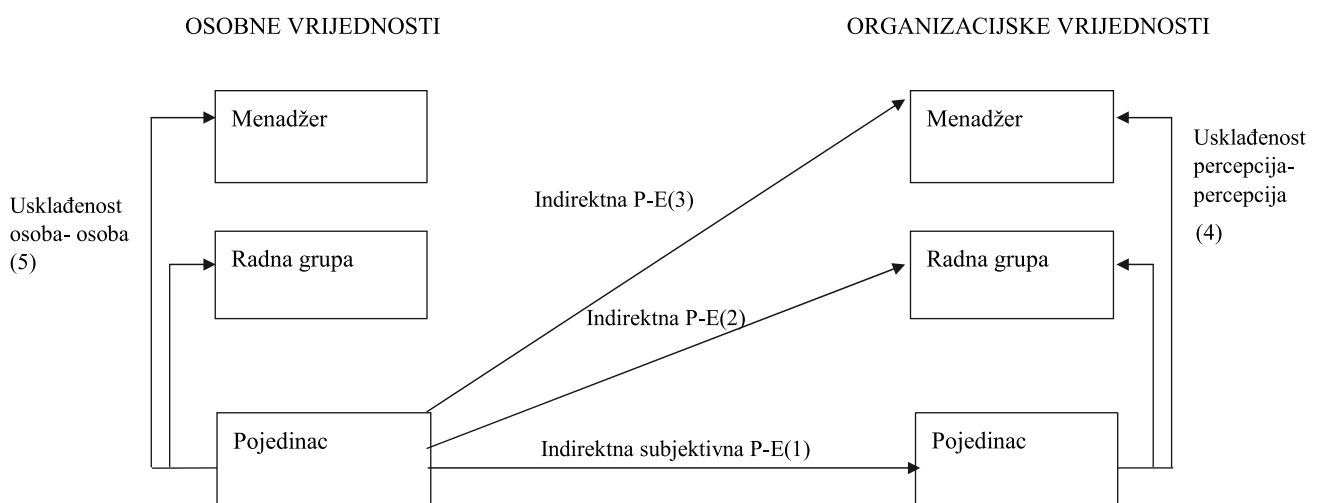 OSOBNE VRIJEDNOSTI
ORGANIZACIJSKE VRIJEDNOSTI
Menadžer
Menadžer
Usklađenost
percepcija-
percepcija
(4)
Indirektna P-E(3)
Usklađenost
osoba- osoba
(5)
Radna grupa
Radna grupa
Indirektna P-E(2)
Pojedinac
Indirektna subjektivna P-E(1)
Pojedinac